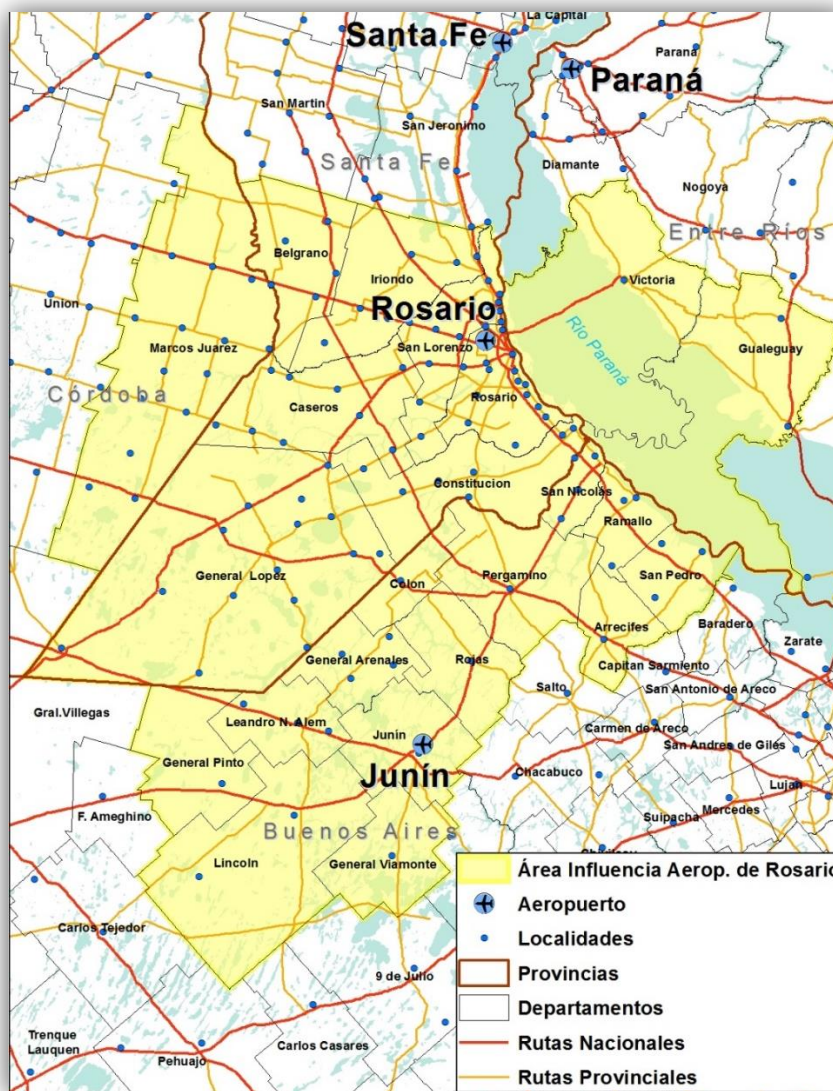 La Capital
Santa Fe
Paraná
Paraná
San Martin
San Jeronimo
Santa Fe
Diamante
Nogoya
Entre Ríos
Belgrano
Iriondo
Victoria
Union
Rosario
Río Paraná
Marcos Juarez
San Lorenzo
Gualeguay
Córdoba
Caseros
Rosario
Constitucion
San Nicolás
Ramallo
General Lopez
Colon
Pergamino
San Pedro
Arrecifes
Baradero
Zarate
General Arenales
Rojas
Capitan Sarmiento
Salto
San Antonio de Areco
Gral.Villegas
Leandro N. Alem
Junin
Carmen de Areco
San Andres de Giles
General Pinto
Junín
Chacabuco
Lujan
Mercedes
F. Ameghino
Suipacha
Buenos Aires
Lincoln
General Viamonte
Carlos Tejedor
9 de Julio
Trenque
Lauquen
Pehuajo
Carlos Casares
Área Influencia Aerop. de Rosario
Aeropuerto
Localidades
Provincias
Departamentos
Rutas Nacionales
Rutas Provinciales